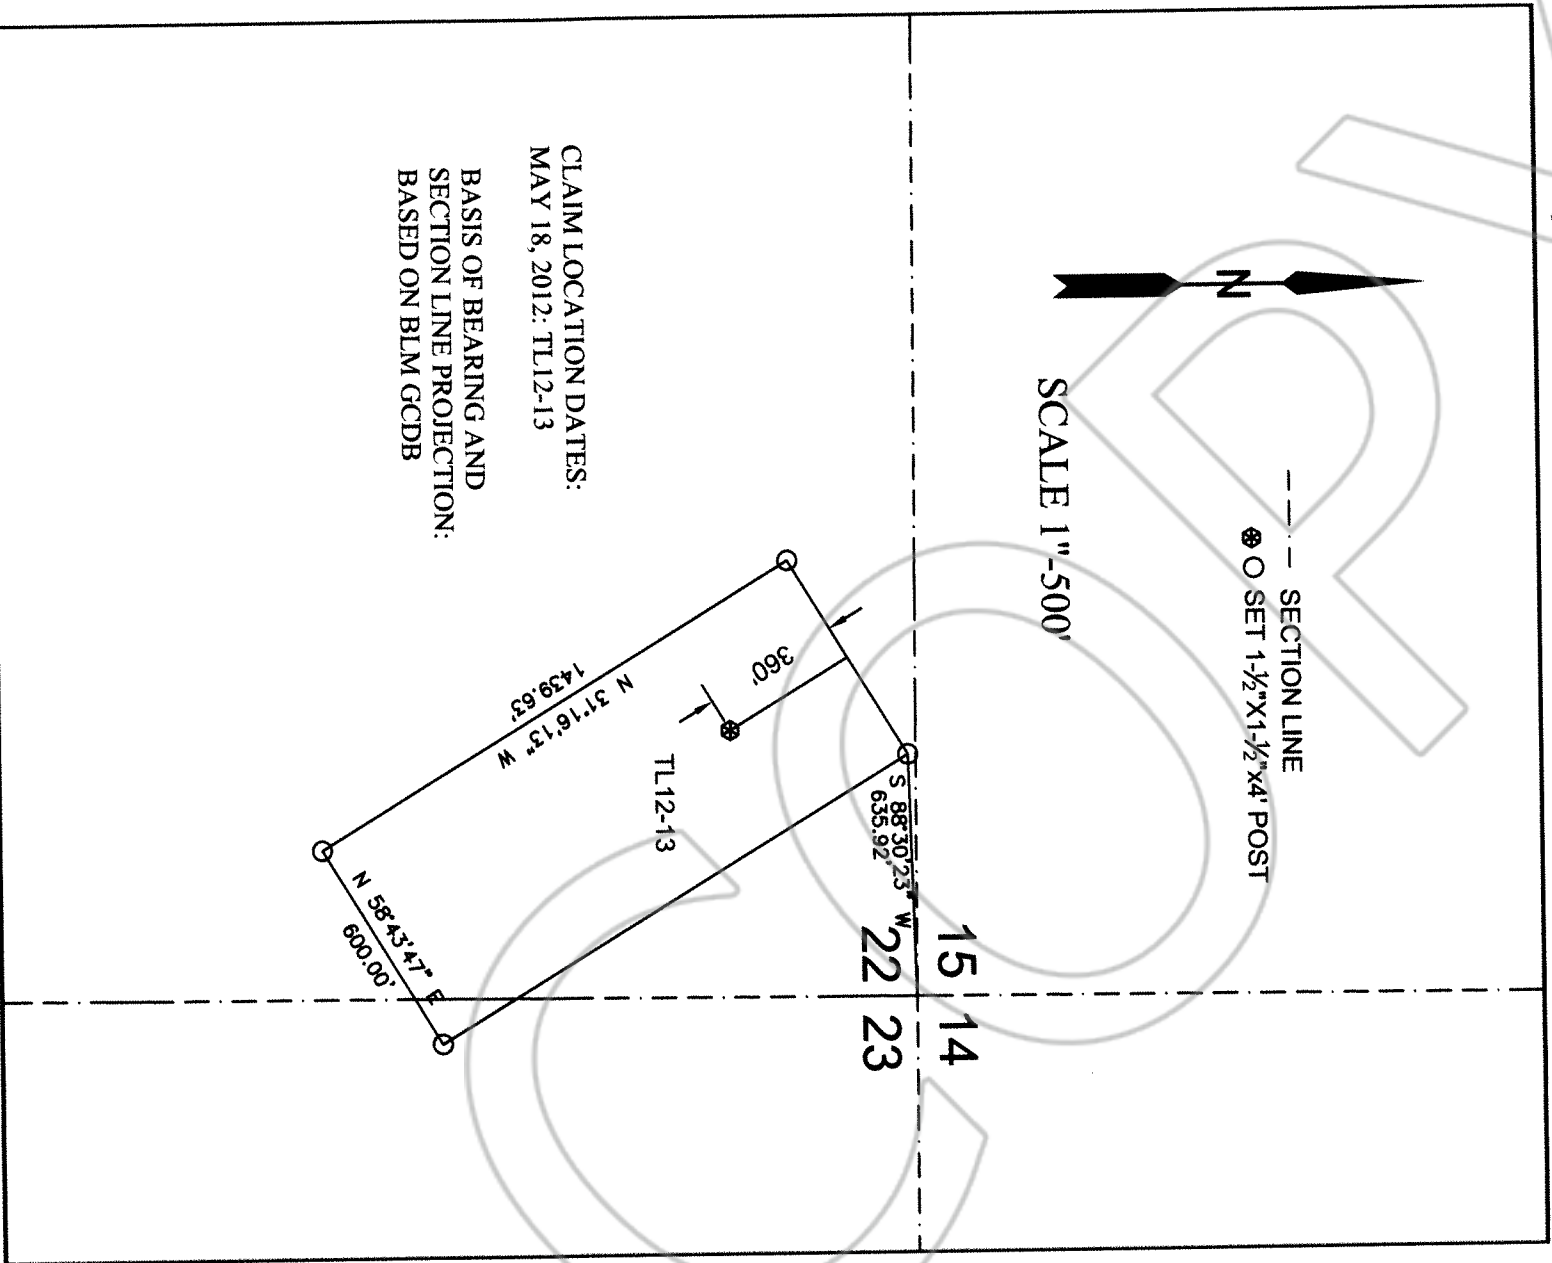 N
SCALE 1"-500'
SECTION LINE
SET 1-½"X1-½"x4' POST
15
14
22
23
S 88°30'23" W
635.92'
360'
TL12-13
N 31°16'13" W
1439.63'
N 58°43'47" E
600.00'
CLAIM LOCATION DATES:
MAY 18, 2012: TL12-13
BASIS OF BEARING AND
SECTION LINE PROJECTION:
BASED ON BLM GCDB
COPY